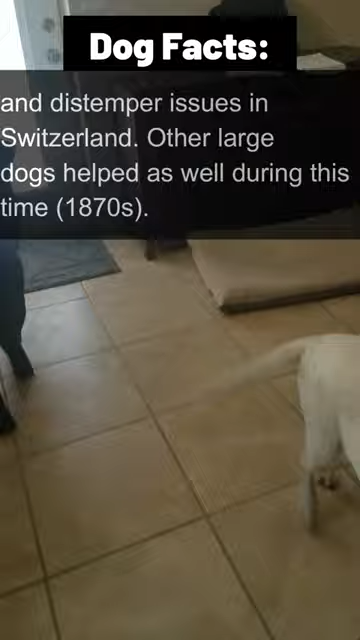 Dog Facts:
and distemper issues in
Switzerland. Other large
dogs helped as well during this
time (1870s).